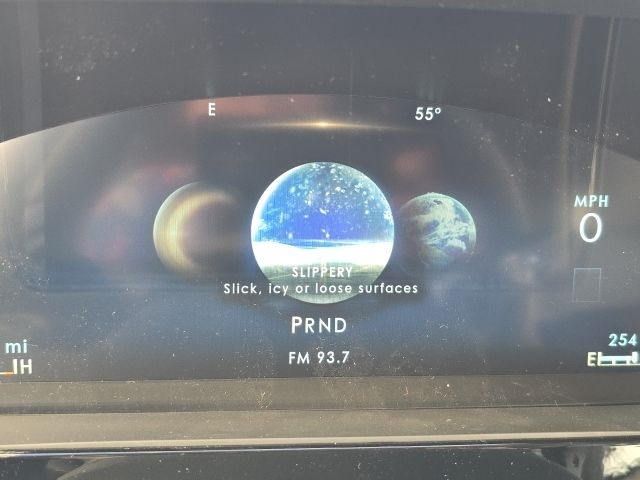 E
55°
MPH
0
SLIPPERY
Slick, icy or loose surfaces
PRND
FM 93.7
mi
H
254
E